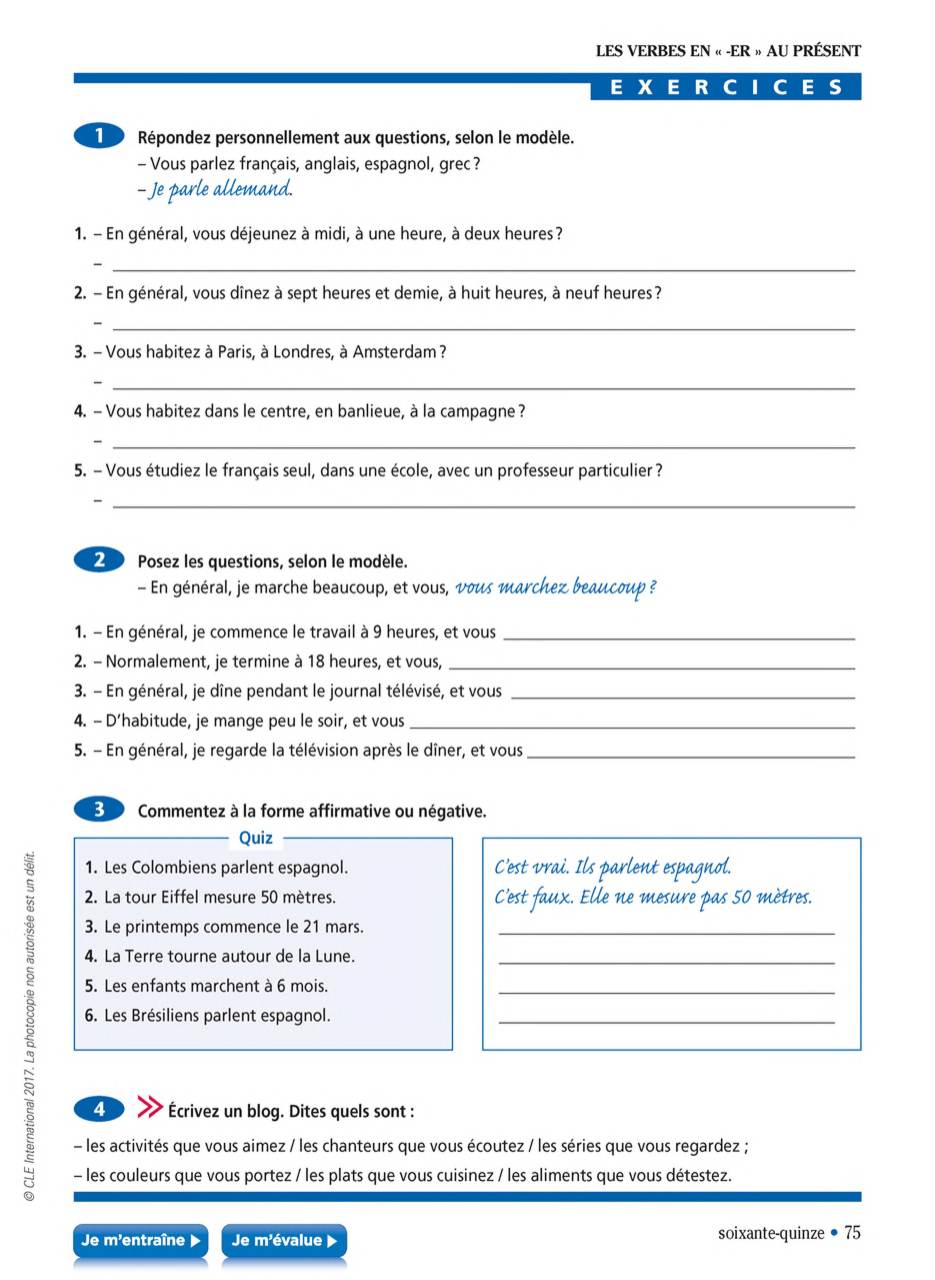 LES VERBES EN « -ER » AU PRÉSENT
EXERCICES
1 Répondez personnellement aux questions, selon le modèle.
– Vous parlez français, anglais, espagnol, grec ?
– Je parle allemand.
1. – En général, vous déjeunez à midi, à une heure, à deux heures ?
–
2. – En général, vous dînez à sept heures et demie, à huit heures, à neuf heures ?
–
3. – Vous habitez à Paris, à Londres, à Amsterdam ?
–
4. – Vous habitez dans le centre, en banlieue, à la campagne ?
–
5. – Vous étudiez le français seul, dans une école, avec un professeur particulier ?
–
2 Posez les questions, selon le modèle.
– En général, je marche beaucoup, et vous, vous marchez beaucoup ?
1. – En général, je commence le travail à 9 heures, et vous
2. – Normalement, je termine à 18 heures, et vous,
3. – En général, je dîne pendant le journal télévisé, et vous
4. – D'habitude, je mange peu le soir, et vous
5. – En général, je regarde la télévision après le dîner, et vous
3 Commentez à la forme affirmative ou négative.
Quiz
1. Les Colombiens parlent espagnol.
2. La tour Eiffel mesure 50 mètres.
3. Le printemps commence le 21 mars.
4. La Terre tourne autour de la Lune.
5. Les enfants marchent à 6 mois.
6. Les Brésiliens parlent espagnol.
C'est vrai. Ils parlent espagnol.
C'est faux. Elle ne mesure pas 50 mètres.
4 Écrivez un blog. Dites quels sont :
– les activités que vous aimez / les chanteurs que vous écoutez / les séries que vous regardez ;
– les couleurs que vous portez / les plats que vous cuisinez / les aliments que vous détestez.
Je m'entraîne
Je m'évalue
soixante-quinze • 75
© CLE International 2017. La photocopie non autorisée est un délit.